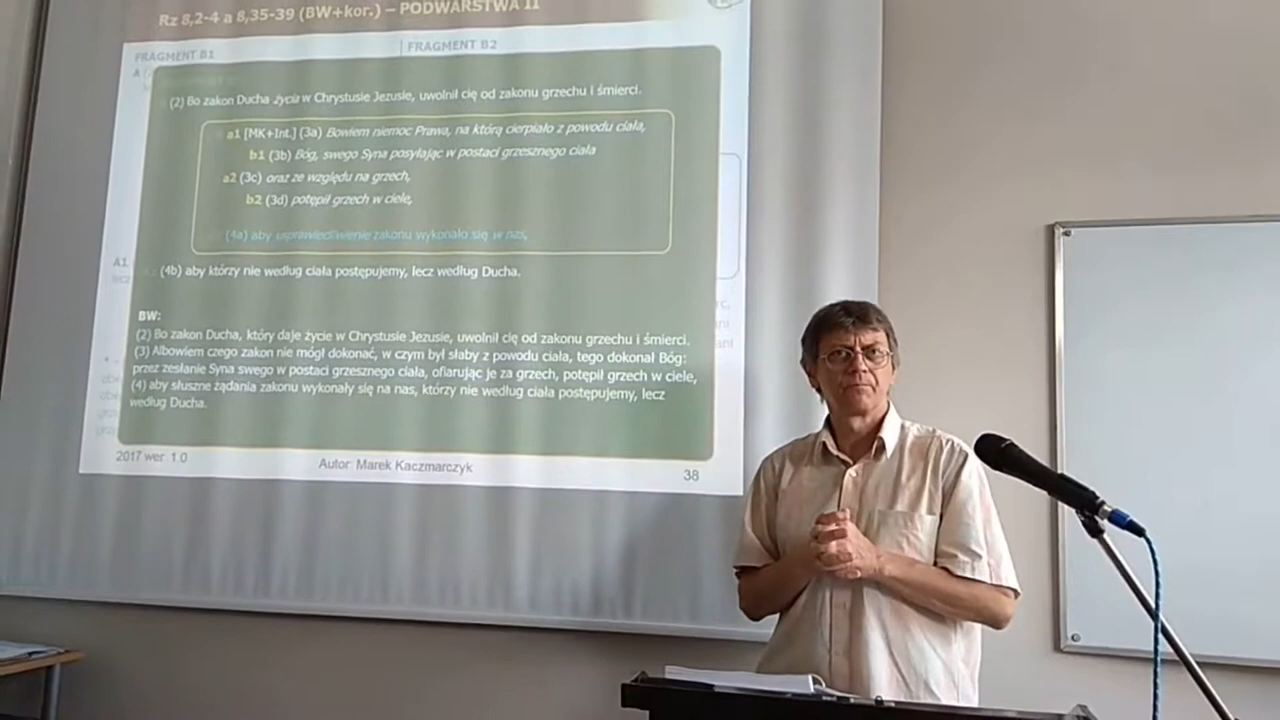 Rz 8,2-4 a 8,35-39 (BW+kor.) – PODWARSTWA II
FRAGMENT B1
FRAGMENT B2
(2) Bo zakon Ducha życia w Chrystusie Jezusie, uwolnił cię od zakonu grzechu i śmierci.
a1 [MK+Int.] (3a) Bowiem niemoc Prawa, na którą cierpiało z powodu ciała,
b1 (3b) Bóg, swego Syna posyłając w postaci grzesznego ciała
a2 (3c) oraz ze względu na grzech,
b2 (3d) potępił grzech w ciele,
(4a) aby usprawiedliwienie zakonu wykonało się w nas,
(4b) aby którzy nie według ciała postępujemy, lecz według Ducha.
A1
BW:
(2) Bo zakon Ducha, który daje życie w Chrystusie Jezusie, uwolnił cię od zakonu grzechu i śmierci.
(3) Albowiem czego zakon nie mógł dokonać, w czym był słaby z powodu ciała, tego dokonał Bóg:
przez zesłanie Syna swego w postaci grzesznego ciała, ofiarując je za grzech, potępił grzech w ciele,
(4) aby słuszne żądania zakonu wykonały się na nas, którzy nie według ciała postępujemy, lecz
według Ducha.
2017 wer. 1.0
Autor: Marek Kaczmarczyk
38